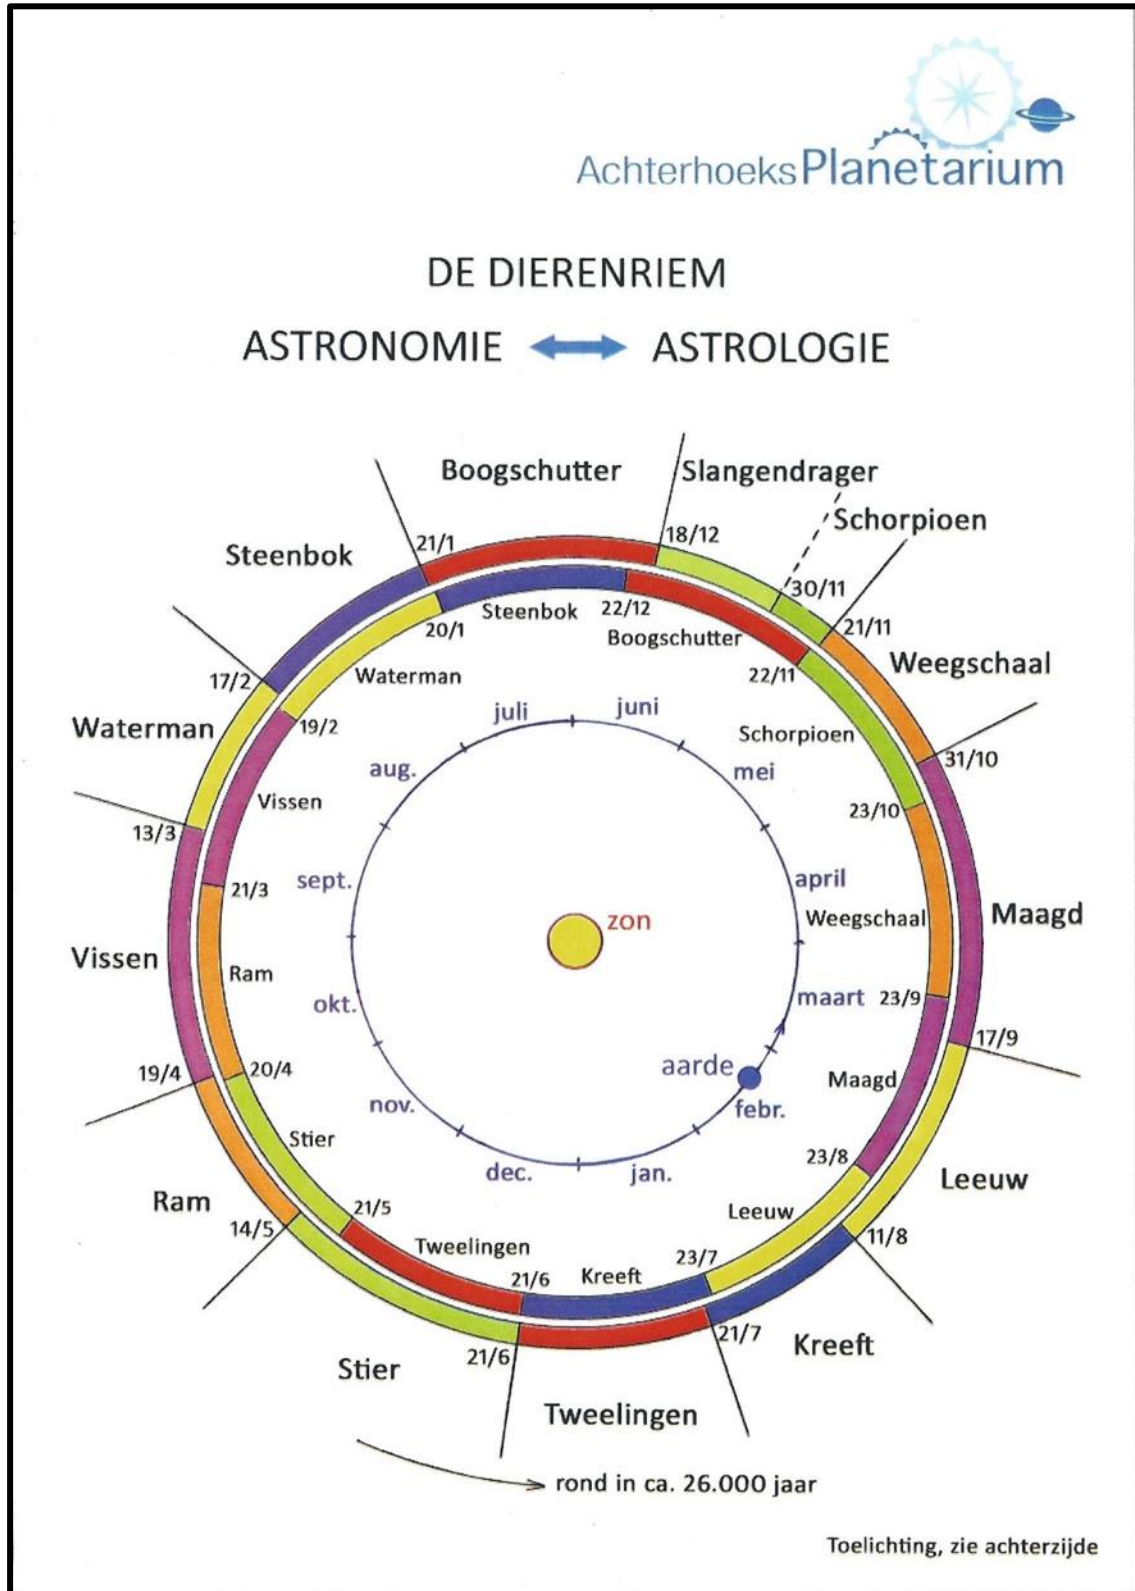 AchterhoeksPlanetarium
DE DIERENRIEM
ASTRONOMIE ASTROLOGIE
Boogschutter
Slangendrager
Schorpioen
Steenbok
21/1
18/12
30/11
21/11
Weegschaal
17/2
Waterman
31/10
13/3
Maagd
Vissen
17/9
19/4
Leeuw
Ram
14/5
11/8
Kreeft
21/7
Stier
21/6
Tweelingen
Steenbok
22/12
20/1
Boogschutter
22/11
Waterman
19/2
Schorpioen
Vissen
23/10
21/3
Weegschaal
Ram
23/9
20/4
Maagd
Stier
23/8
21/5
Leeuw
Tweelingen
23/7
21/6
Kreeft
juli
juni
aug.
mei
sept.
april
zon
okt.
maart
aarde
nov.
febr.
dec.
jan.
rond in ca. 26.000 jaar
Toelichting, zie achterzijde